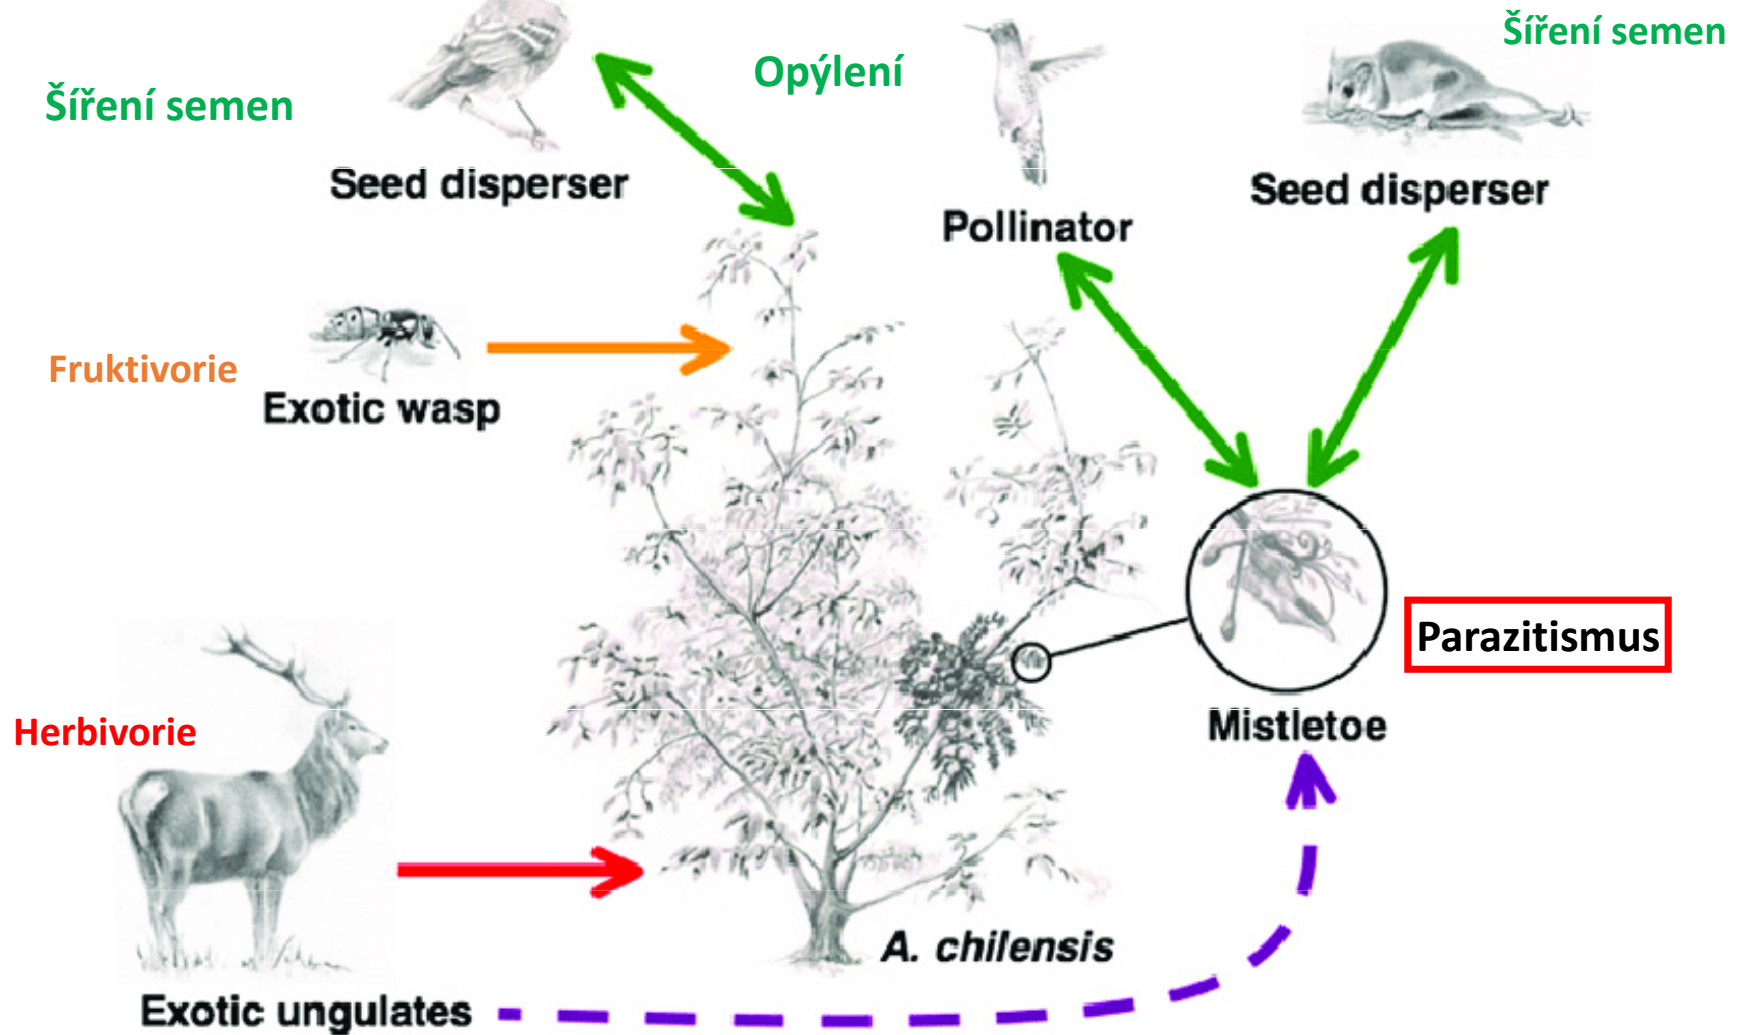 Šíření semen
Opýlení
Šíření semen
Seed disperser
Pollinator
Seed disperser
Fruktivorie
Exotic wasp
Parazitismus
Mistletoe
Herbivorie
A. chilensis
Exotic ungulates